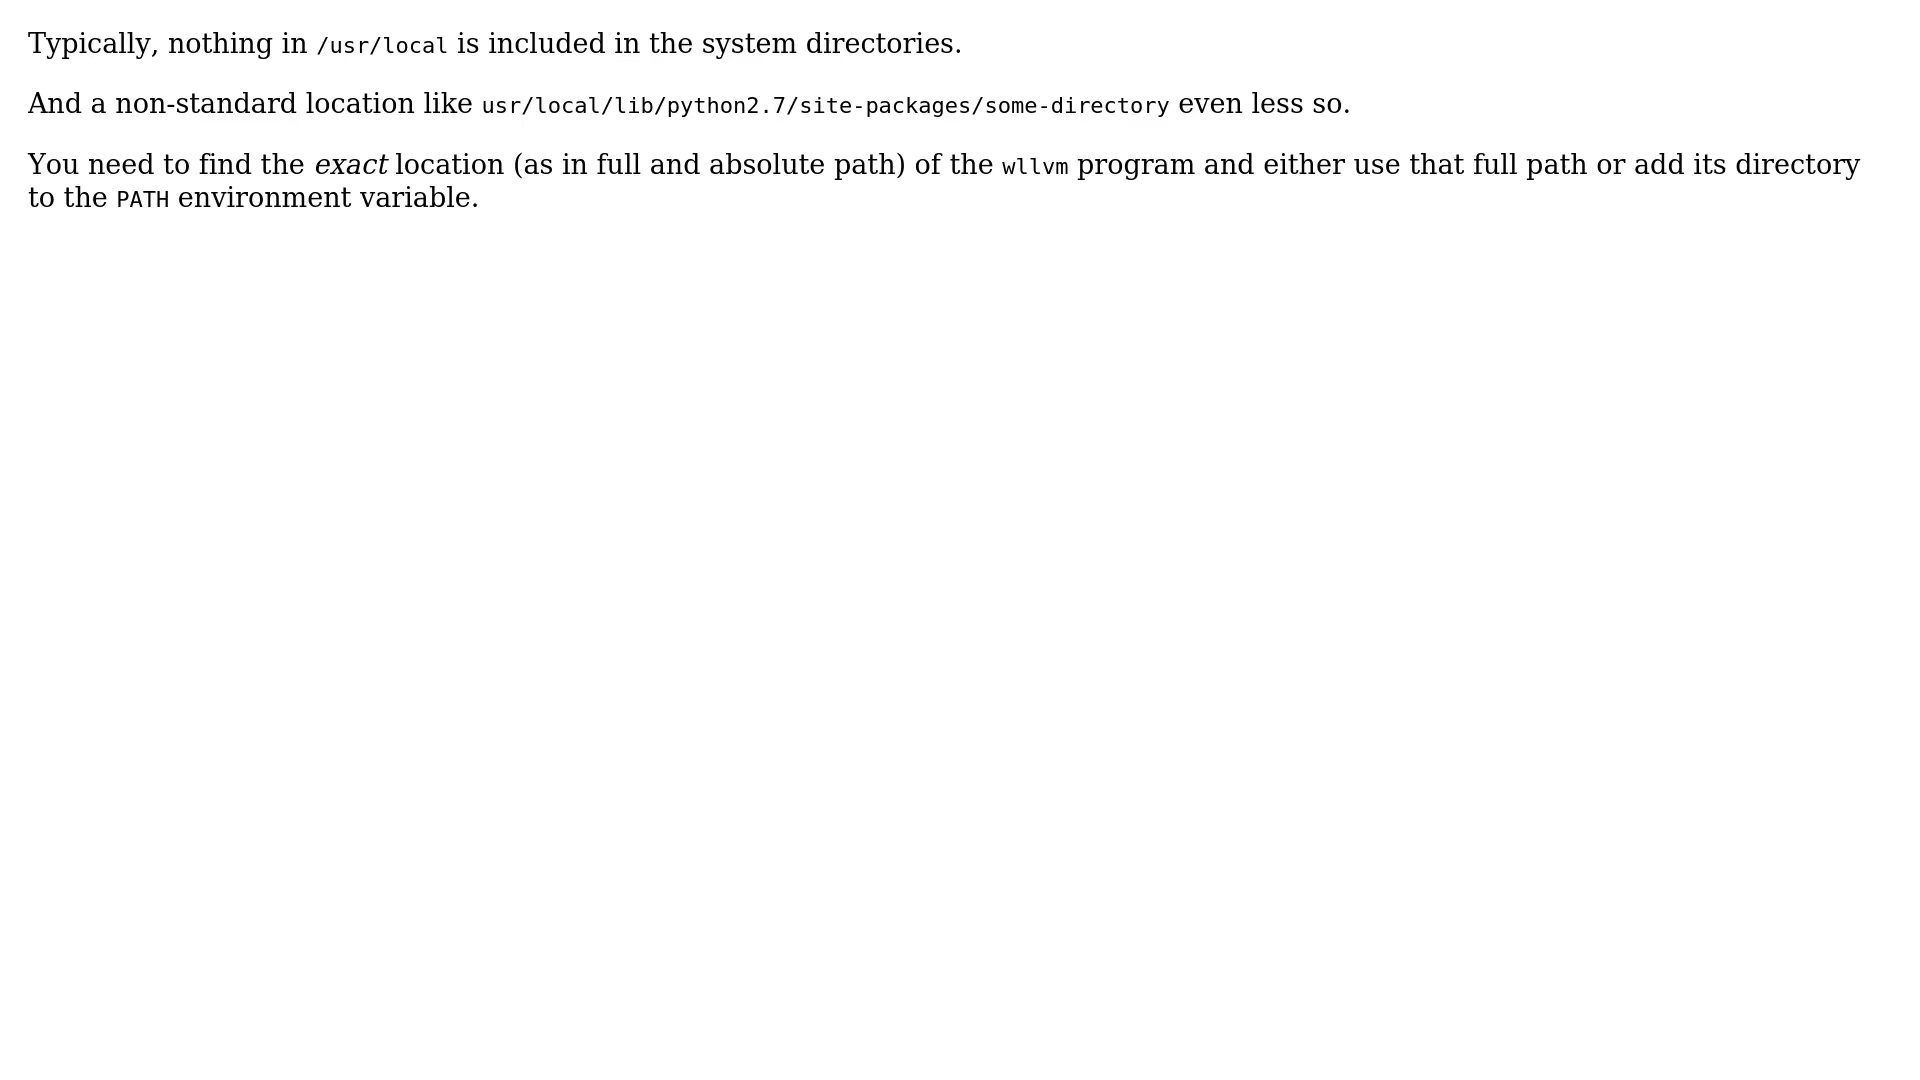 Typically, nothing in /usr/local is included in the system directories.
And a non-standard location like usr/local/lib/python2.7/site-packages/some-directory even less so.
You need to find the exact location (as in full and absolute path) of the wllvm program and either use that full path or add its directory
to the PATH environment variable.